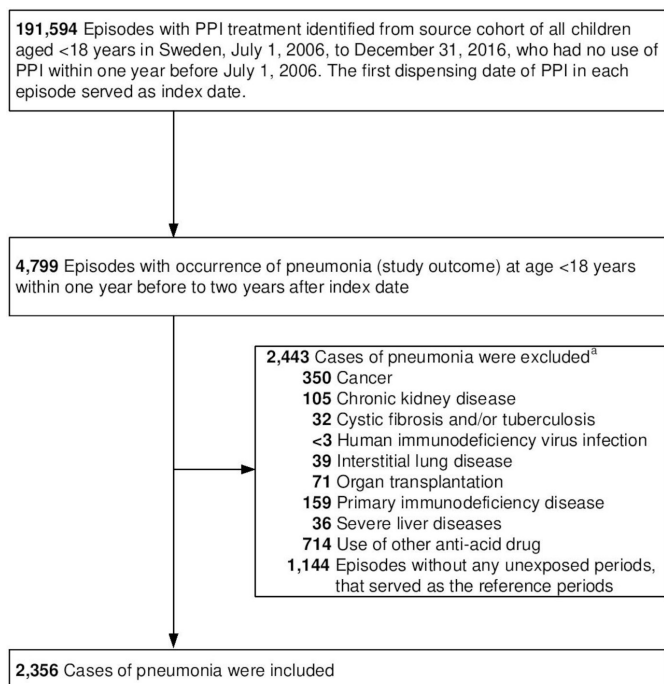 191,594 Episodes with PPI treatment identified from source cohort of all children
aged <18 years in Sweden, July 1, 2006, to December 31, 2016, who had no use of
PPI within one year before July 1, 2006. The first dispensing date of PPI in each
episode served as index date.
4,799 Episodes with occurrence of pneumonia (study outcome) at age <18 years
within one year before to two years after index date
2,443 Cases of pneumonia were excludedᵃ
350 Cancer
105 Chronic kidney disease
32 Cystic fibrosis and/or tuberculosis
<3 Human immunodeficiency virus infection
39 Interstitial lung disease
71 Organ transplantation
159 Primary immunodeficiency disease
36 Severe liver diseases
714 Use of other anti-acid drug
1,144 Episodes without any unexposed periods,
that served as the reference periods
2,356 Cases of pneumonia were included